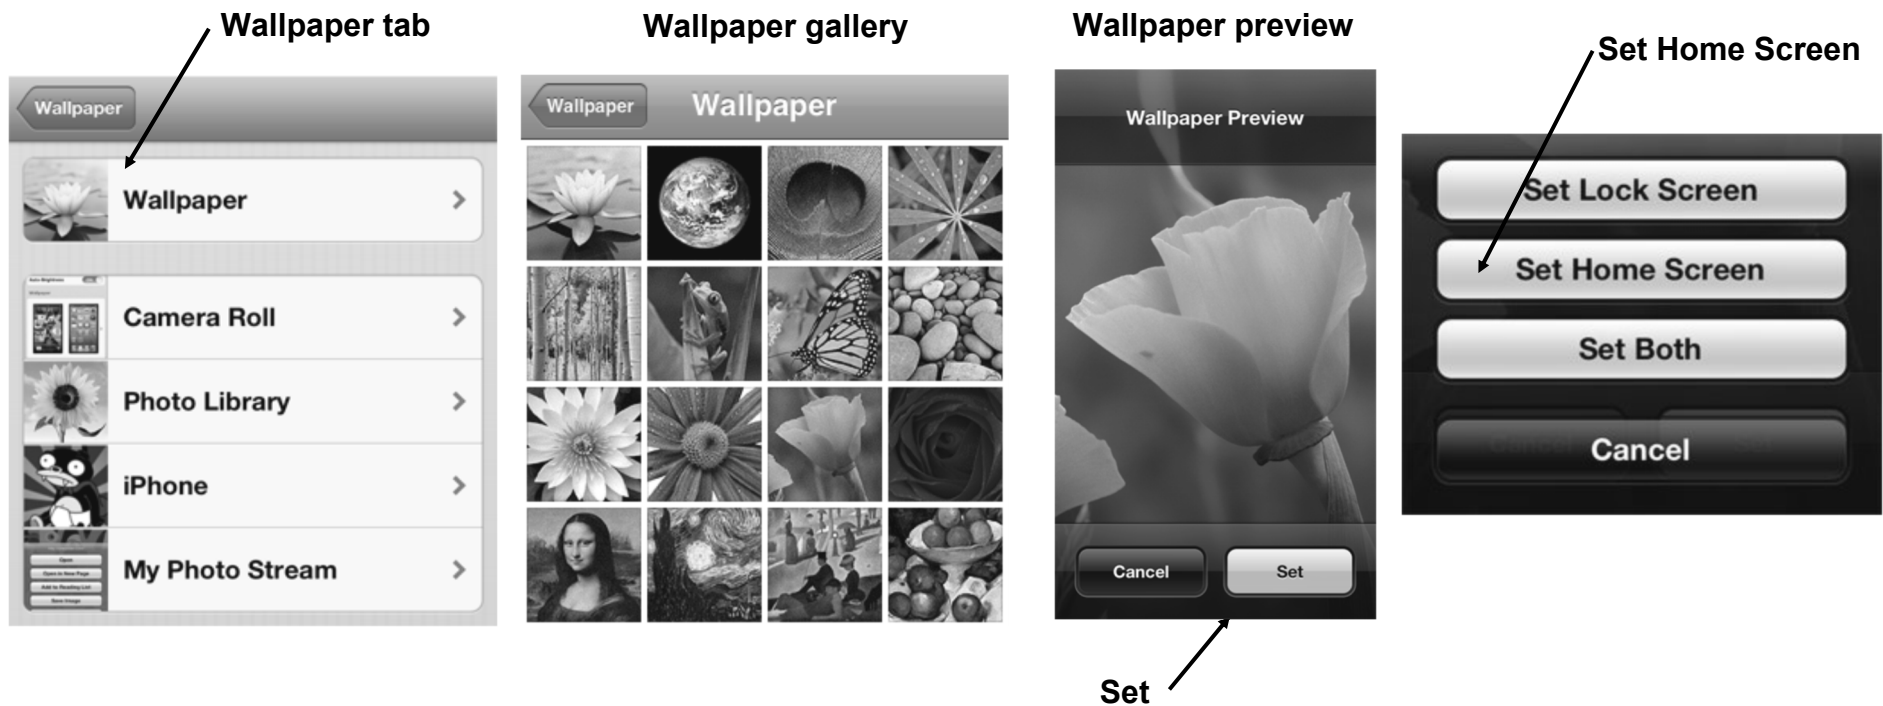 Wallpaper tab
Wallpaper gallery
Wallpaper preview
Set Home Screen
Wallpaper
Wallpaper
Camera Roll
Photo Library
iPhone
My Photo Stream
Wallpaper
Wallpaper
Wallpaper Preview
Cancel
Set
Set Lock Screen
Set Home Screen
Set Both
Cancel
Set